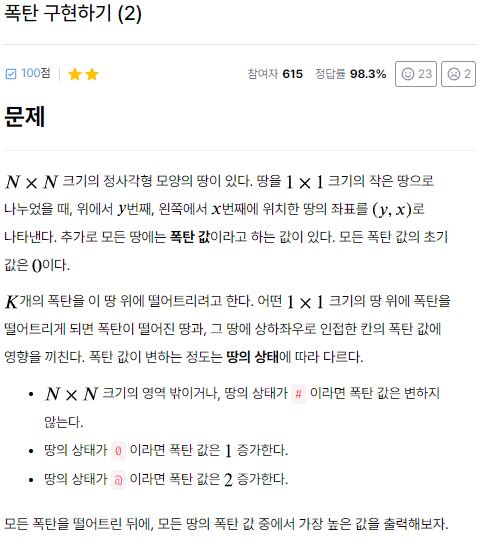 폭탄 구현하기 (2)
100점
참여자 615 정답률 98.3% 23 2
문제
N × N 크기의 정사각형 모양의 땅이 있다. 땅을 1 × 1 크기의 작은 땅으로
나누었을 때, 위에서 y번째, 왼쪽에서 x번째에 위치한 땅의 좌표를 (y, x)로
나타낸다. 추가로 모든 땅에는 폭탄 값이라고 하는 값이 있다. 모든 폭탄 값의 초기
값은 0이다.
K개의 폭탄을 이 땅 위에 떨어트리려고 한다. 어떤 1 × 1 크기의 땅 위에 폭탄을
떨어트리게 되면 폭탄이 떨어진 땅과, 그 땅에 상하좌우로 인접한 칸의 폭탄 값에
영향을 끼친다. 폭탄 값이 변하는 정도는 땅의 상태에 따라 다르다.
• N × N 크기의 영역 밖이거나, 땅의 상태가 # 이라면 폭탄 값은 변하지
않는다.
• 땅의 상태가 0 이라면 폭탄 값은 1 증가한다.
• 땅의 상태가 @ 이라면 폭탄 값은 2 증가한다.
모든 폭탄을 떨어트린 뒤에, 모든 땅의 폭탄 값 중에서 가장 높은 값을 출력해보자.